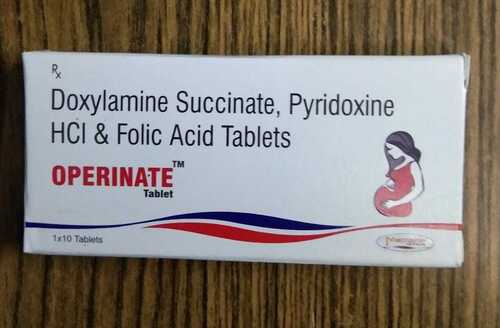 Rx
Doxylamine Succinate, Pyridoxine
HCl & Folic Acid Tablets
OPERINATE™
Tablet
1x10 Tablets